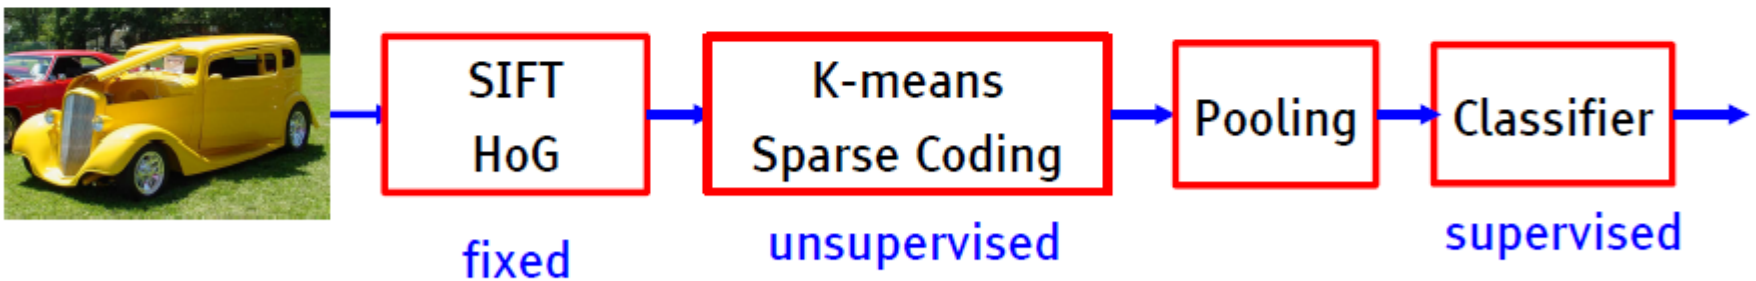 SIFT
HoG
fixed
K-means
Sparse Coding
unsupervised
Pooling
Classifier
supervised